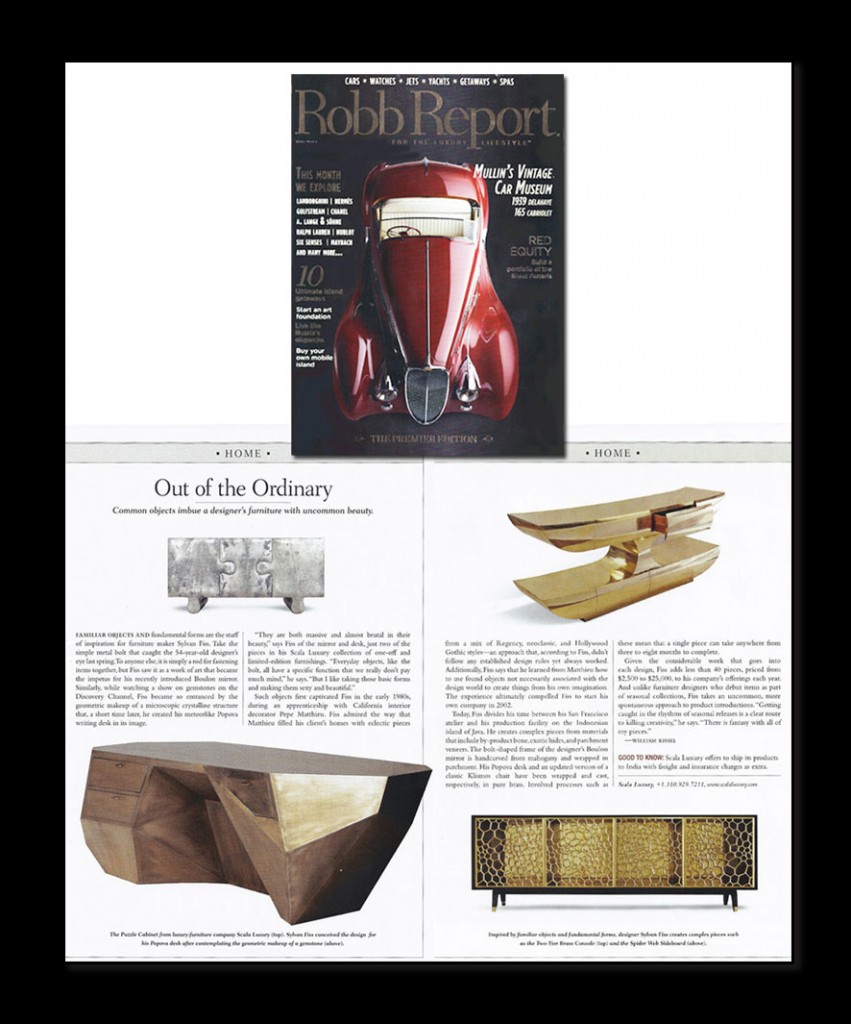 CARS • WATCHES • JETS • YACHTS • GETAWAYS • SPAS
Robb Report
FOR THE LUXURY LIFESTYLE
THIS MONTH
WE EXPLORE
LAMBORGHINI | HERMÈS
GULFSTREAM | CHANEL
A. LANGE & SÖHNE
RALPH LAUREN | HUBLOT
SIX SENSES | MAYBACH
AND MANY MORE....
10
Ultimate island
getaways
Start an art
foundation
Live like
Russia's
oligarchs
Buy your
own mobile
island
MULLIN'S VINTAGE
CAR MUSEUM
1939 DELAHAYE
165 CABRIOLET
RED
EQUITY
Build a
portfolio of the
THE PREMIER EDITION
• HOME •
Out of the Ordinary
Common objects imbue a designer's furniture with uncommon beauty.
FAMILIAR OBJECTS AND fundamental forms are the stuff
of inspiration for furniture maker Sylvan Fiss. Take the
simple metal bolt that caught the 54-year-old designer's
eye last spring. To anyone else, it is simply a rod for fastening
items together, but Fiss saw it as a work of art that became
the impetus for his recently introduced Boulon mirror.
Similarly, while watching a show on gemstones on the
Discovery Channel, Fiss became so entranced by the
geometric makeup of a microscopic crystalline structure
that, a short time later, he created his meteorlike Popova
writing desk in its image.
"They are both massive and almost brutal in their
beauty," says Fiss of the mirror and desk, just two of the
pieces in his Scala Luxury collection of one-off and
limited-edition furnishings. "Everyday objects, like the
bolt, all have a specific function that we really don't pay
much mind," he says. "But I like taking those basic forms
and making them sexy and beautiful."
Such objects first captivated Fiss in the early 1980s,
during an apprenticeship with California interior
decorator Pepe Matthieu. Fiss admired the way that
Matthieu filled his client's homes with eclectic pieces
The Puzzle Cabinet from luxury-furniture company Scala Luxury (top). Sylvan Fiss conceived the design for
his Popova desk after contemplating the geometric makeup of a gemstone (above).
• HOME •
from a mix of Regency, neoclassic, and Hollywood
Gothic styles—an approach that, according to Fiss, didn't
follow any established design rules yet always worked.
Additionally, Fiss says that he learned from Matthieu how
to use found objects not necessarily associated with the
design world to create things from his own imagination.
The experience ultimately compelled Fiss to start his
own company in 2002.
Today, Fiss divides his time between his San Francisco
atelier and his production facility on the Indonesian
island of Java. He creates complex pieces from materials
that include by-product bone, exotic hides, and parchment
veneers. The bolt-shaped frame of the designer's Boulon
mirror is handcarved from mahogany and wrapped in
parchment. His Popova desk and an updated version of a
classic Klismos chair have been wrapped and cast,
respectively, in pure brass. Involved processes such as
these mean that a single piece can take anywhere from
three to eight months to complete.
Given the considerable work that goes into
each design, Fiss adds less than 40 pieces, priced from
$2,500 to $25,000, to his company's offerings each year.
And unlike furniture designers who debut items as part
of seasonal collections, Fiss takes an uncommon, more
spontaneous approach to product introductions. "Getting
caught in the rhythm of seasonal releases is a clear route
to killing creativity," he says. "There is fantasy with all of
my pieces."
—WILLIAM KISSEL
GOOD TO KNOW: Scala Luxury offers to ship its products
to India with freight and insurance charges as extra.
Scala Luxury, +1.310.929.7211, www.scalaluxury.com
Inspired by familiar objects and fundamental forms, designer Sylvan Fiss creates complex pieces such
as the Two-Tier Brass Console (top) and the Spider Web Sideboard (above).